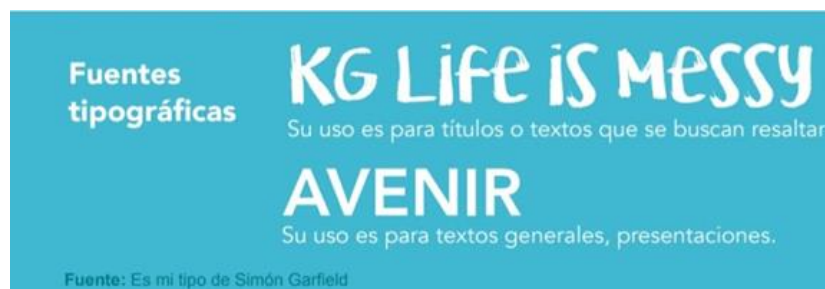 Fuentes
tipográficas
KG LiFe iS MeSSy
Su uso es para títulos o textos que se buscan resaltar
AVENIR
Su uso es para textos generales, presentaciones.
Fuente: Es mi tipo de Simón Garfield